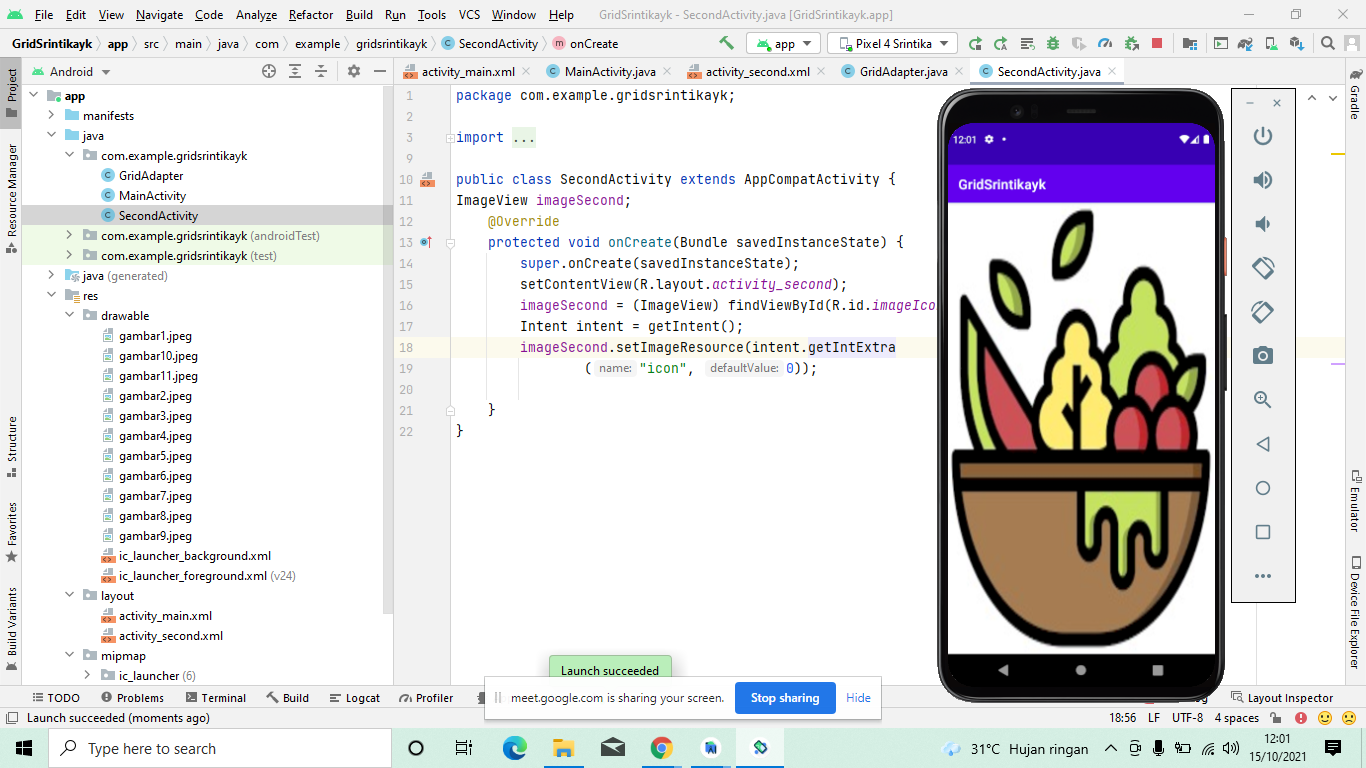 File Edit View Navigate Code Analyze Refactor Build Run Tools VCS Window Help GridSrintikayk - SecondActivity.java [GridSrintikayk.app]
GridSrintikayk app src main java com example gridsrintikayk SecondActivity onCreate app Pixel 4 Srintika
Android activity_main.xml MainActivity.java activity_second.xml GridAdapter.java SecondActivity.java
Project
Resource Manager
Structure
Favorites
Build Variants
app
manifests
java
com.example.gridsrintikayk
GridAdapter
MainActivity
SecondActivity
com.example.gridsrintikayk (androidTest)
com.example.gridsrintikayk (test)
java (generated)
res
drawable
gambar1.jpeg
gambar10.jpeg
gambar11.jpeg
gambar2.jpeg
gambar3.jpeg
gambar4.jpeg
gambar5.jpeg
gambar6.jpeg
gambar7.jpeg
gambar8.jpeg
gambar9.jpeg
ic_launcher_background.xml
ic_launcher_foreground.xml (v24)
layout
activity_main.xml
activity_second.xml
mipmap
ic_launcher (6)
1 package com.example.gridsrintikayk;
2
3 import ...
9
10 public class SecondActivity extends AppCompatActivity {
11 ImageView imageSecond;
12 @Override
13 protected void onCreate(Bundle savedInstanceState) {
14 super.onCreate(savedInstanceState);
15 setContentView(R.layout.activity_second);
16 imageSecond = (ImageView) findViewById(R.id.imageIco
17 Intent intent = getIntent();
18 imageSecond.setImageResource(intent.getIntExtra
19 ( name: "icon", defaultValue: 0));
20
21 }
22 }
12:01
GridSrintikayk
Gradle
Emulator
Device File Explorer
Launch succeeded
meet.google.com is sharing your screen. Stop sharing Hide
TODO Problems Terminal Build Logcat Profiler Layout Inspector
Launch succeeded (moments ago) 18:56 LF UTF-8 4 spaces
Type here to search 31°C Hujan ringan 12:01
15/10/2021